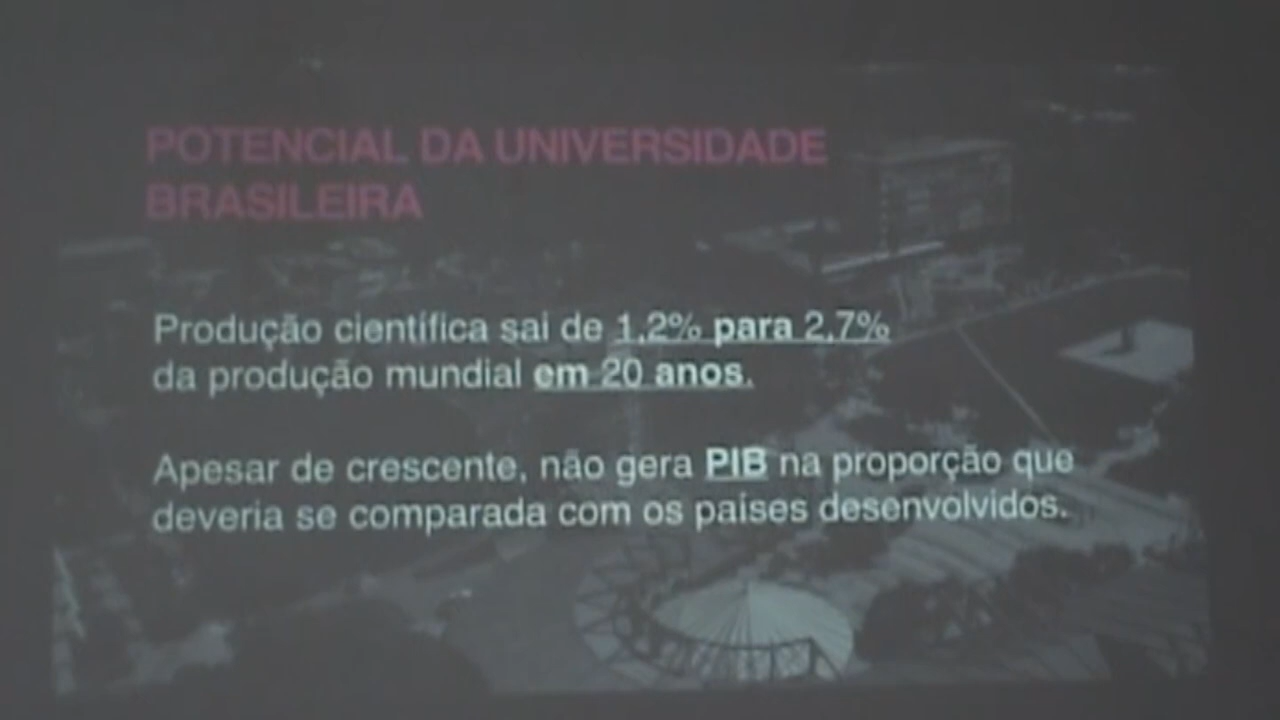 POTENCIAL DA UNIVERSIDADE
BRASILEIRA
Produção científica sai de 1,2% para 2,7%
da produção mundial em 20 anos.
Apesar de crescente, não gera PIB na proporção que
deveria se comparada com os países desenvolvidos.